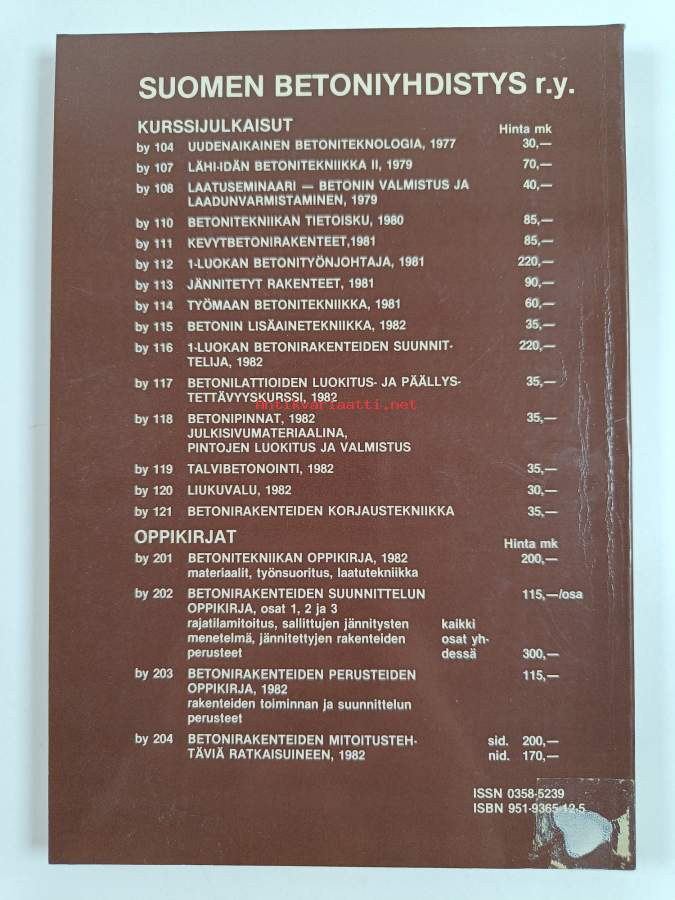 SUOMEN BETONIYHDISTYS r.y.
KURSSIJULKAISUT Hinta mk
by 104 UUDENAIKAINEN BETONITEKNOLOGIA, 1977 30,—
by 107 LÄHI-IDÄN BETONITEKNIIKKA II, 1979 70,—
by 108 LAATUSEMINAARI — BETONIN VALMISTUS JA 40,—
LAADUNVARMISTAMINEN, 1979
by 110 BETONITEKNIIKAN TIETOISKU, 1980 85,—
by 111 KEVYTBETONIRAKENTEET,1981 85,—
by 112 1-LUOKAN BETONITYÖNJOHTAJA, 1981 220,—
by 113 JÄNNITETYT RAKENTEET, 1981 90,—
by 114 TYÖMAAN BETONITEKNIIKKA, 1981 60,—
by 115 BETONIN LISÄAINETEKNIIKKA, 1982 35,—
by 116 1-LUOKAN BETONIRAKENTEIDEN SUUNNIT- 220,—
TELIJA, 1982
by 117 BETONILATTIOIDEN LUOKITUS- JA PÄÄLLYS- 35,—
TETTÄVYYSKURSSI, 1982
Antikvariaatti.net
by 118 BETONIPINNAT, 1982 35,—
JULKISIVUMATERIAALINA,
PINTOJEN LUOKITUS JA VALMISTUS
by 119 TALVIBETONOINTI, 1982 35,—
by 120 LIUKUVALU, 1982 30,—
by 121 BETONIRAKENTEIDEN KORJAUSTEKNIIKKA 35,—
OPPIKIRJAT Hinta mk
by 201 BETONITEKNIIKAN OPPIKIRJA, 1982 200,—
materiaalit, työnsuoritus, laatutekniikka
by 202 BETONIRAKENTEIDEN SUUNNITTELUN 115,—/osa
OPPIKIRJA, osat 1, 2 ja 3
rajatilamitoitus, sallittujen jännitysten kaikki
menetelmä, jännitettyjen rakenteiden osat yh-
perusteet dessä 300,—
by 203 BETONIRAKENTEIDEN PERUSTEIDEN 115,—
OPPIKIRJA, 1982
rakenteiden toiminnan ja suunnittelun
perusteet
by 204 BETONIRAKENTEIDEN MITOITUSTEH- sid. 200,—
TÄVIÄ RATKAISUINEEN, 1982 nid. 170,—
ISSN 0358-5239
ISBN 951-9365-12-5